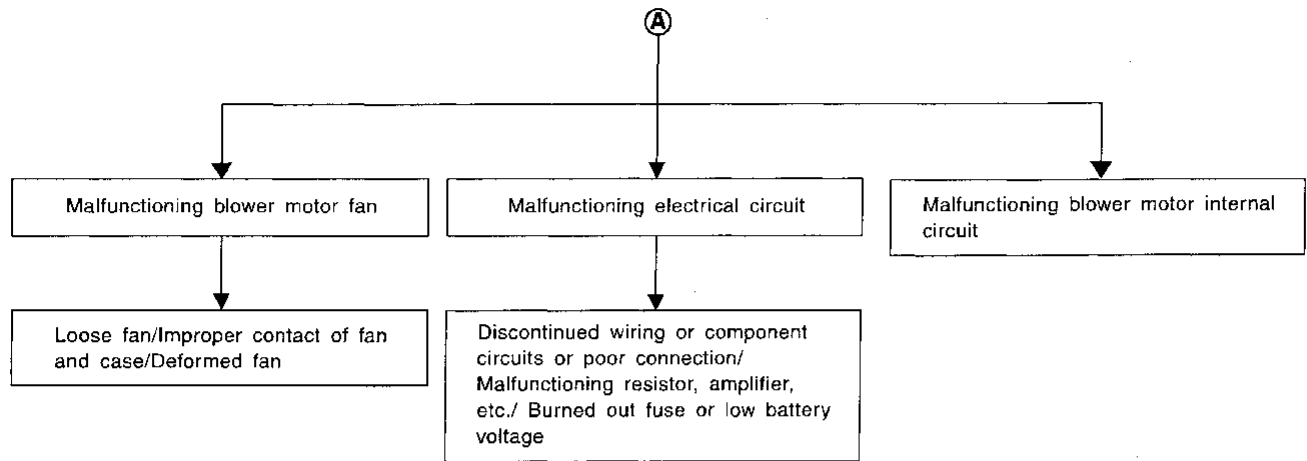 A
Malfunctioning blower motor fan
Malfunctioning electrical circuit
Malfunctioning blower motor internal
circuit
Loose fan/Improper contact of fan
and case/Deformed fan
Discontinued wiring or component
circuits or poor connection/
Malfunctioning resistor, amplifier,
etc./ Burned out fuse or low battery
voltage